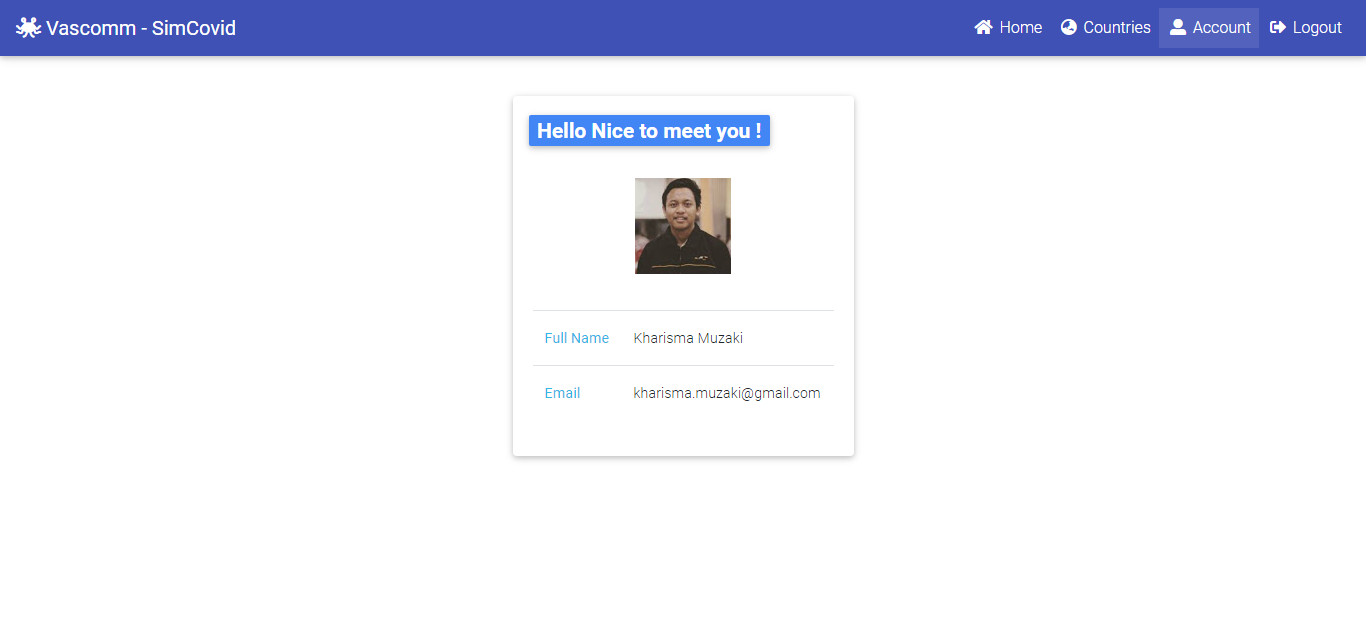 Vascomm - SimCovid
Home
Countries
Account
Logout
Hello Nice to meet you !
Full Name
Kharisma Muzaki
Email
kharisma.muzaki@gmail.com